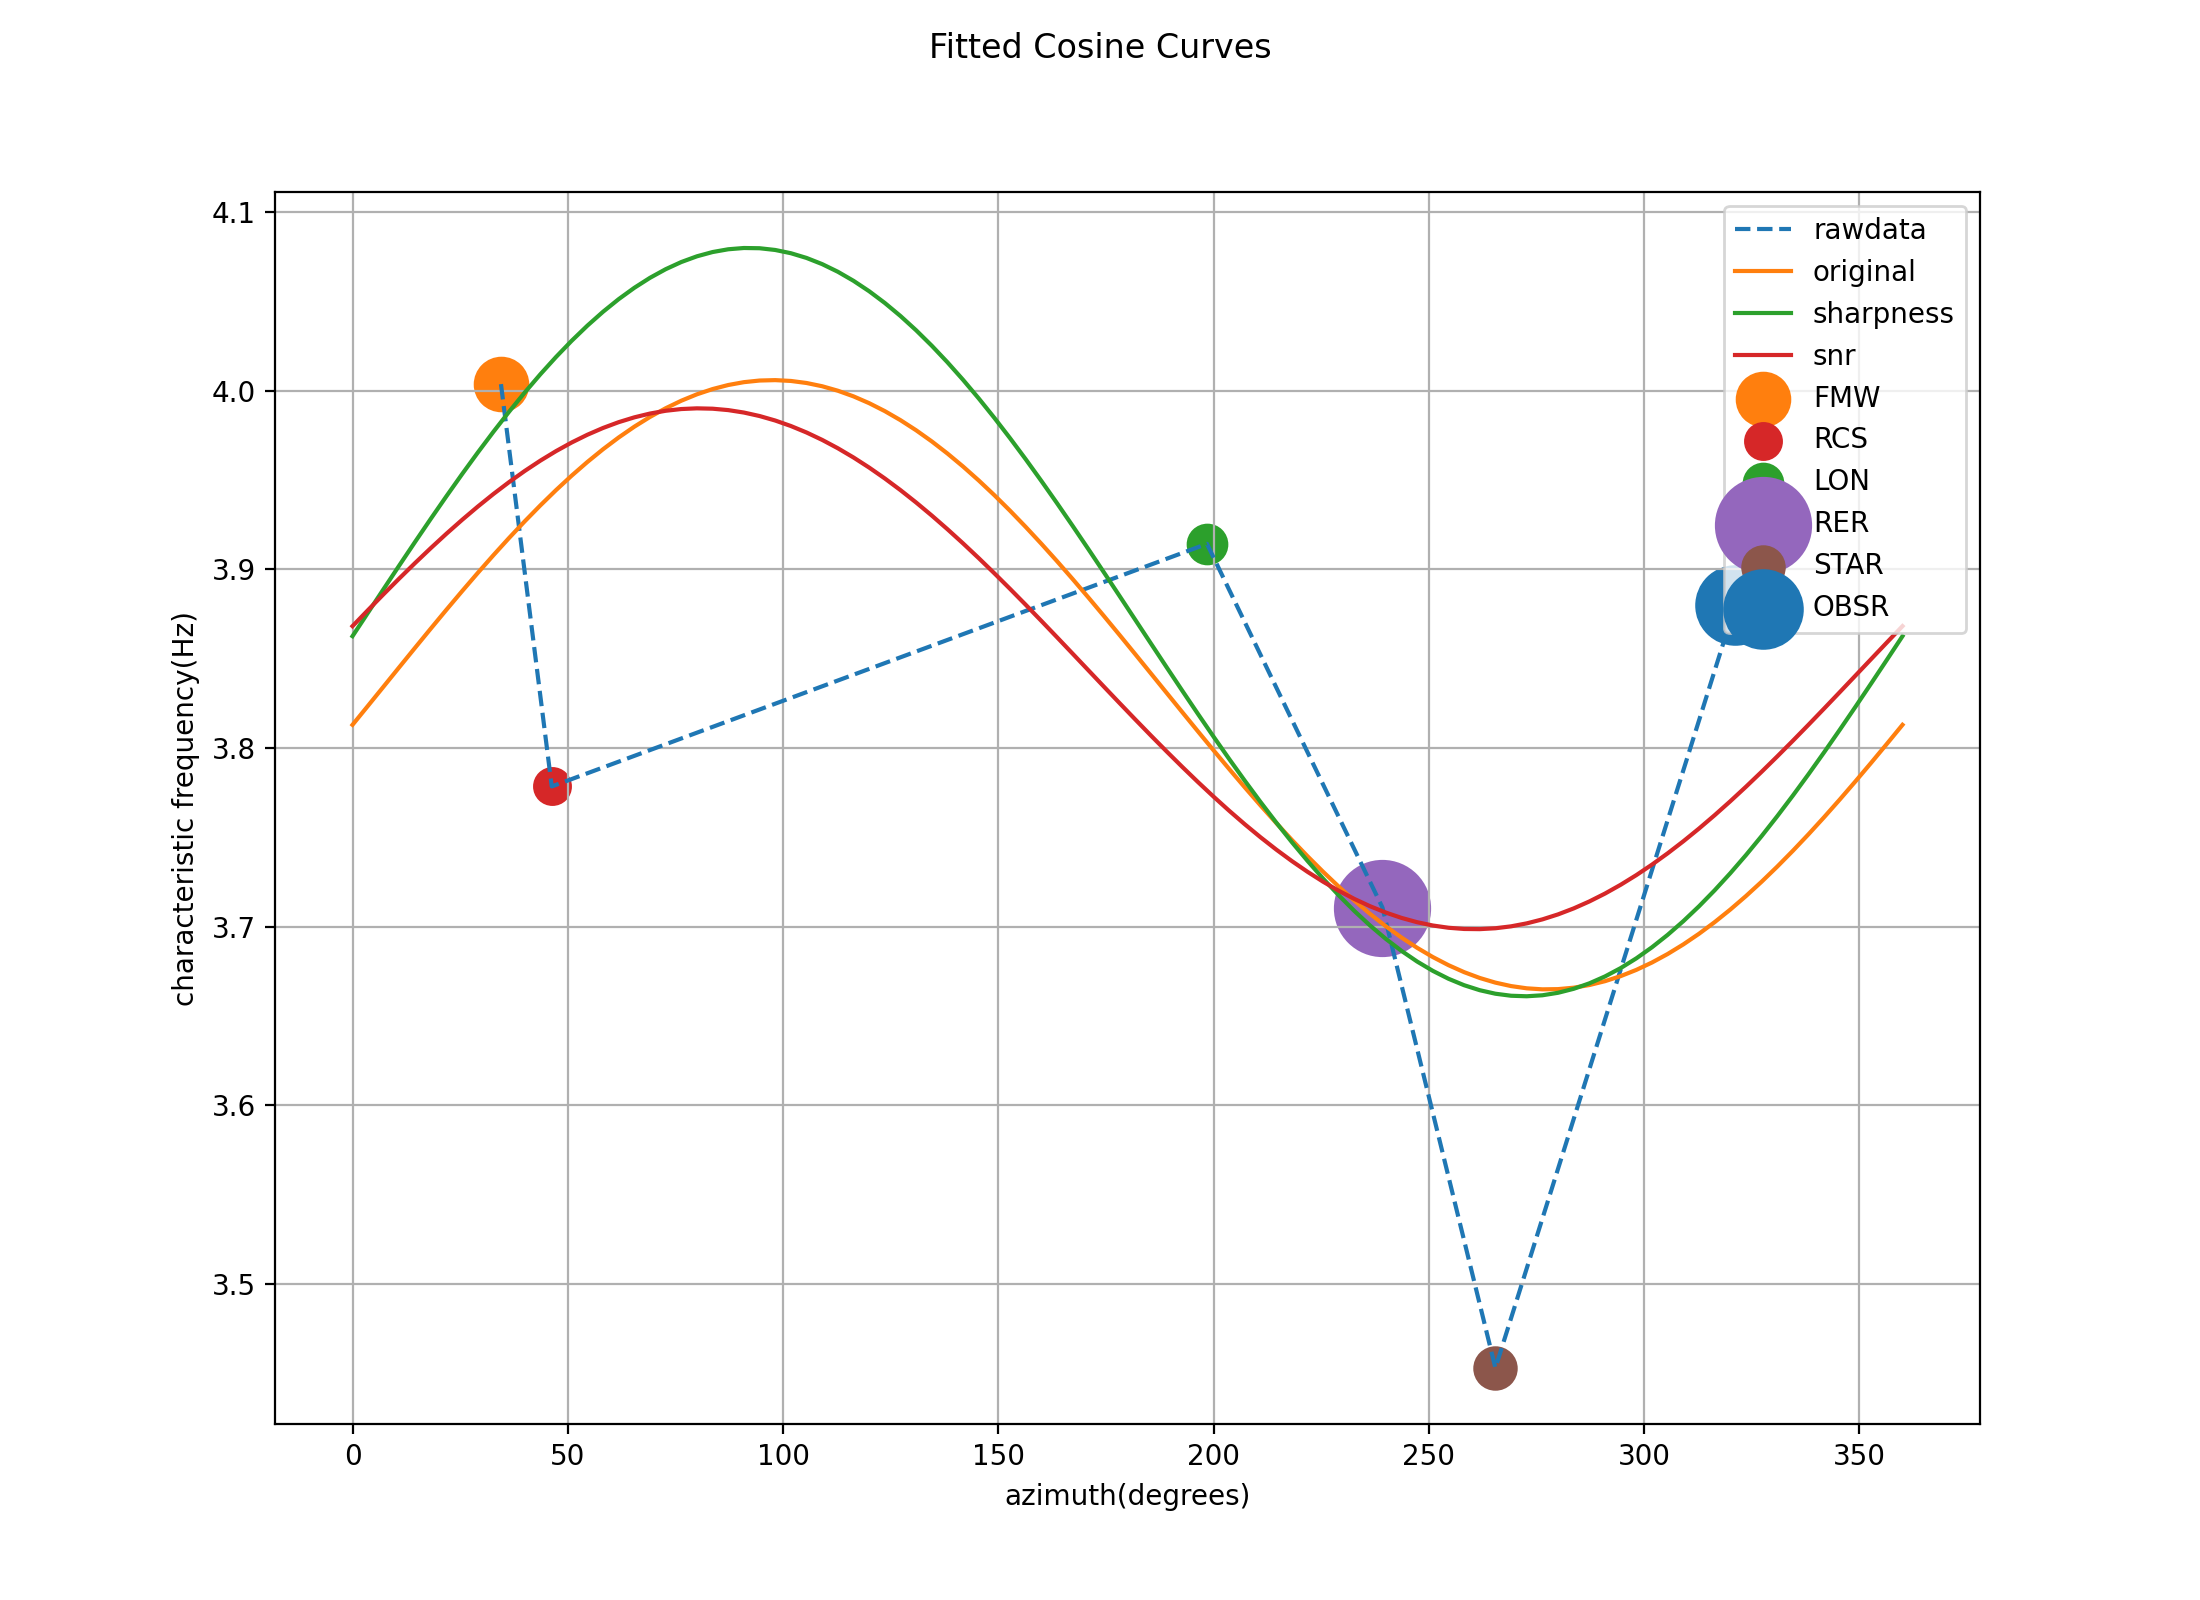 Fitted Cosine Curves
4.1
4.0
3.9
3.8
3.7
3.6
3.5
characteristic frequency(Hz)
rawdata
original
sharpness
snr
FMW
RCS
LON
RER
STAR
OBSR
0 50 100 150 200 250 300 350
azimuth(degrees)